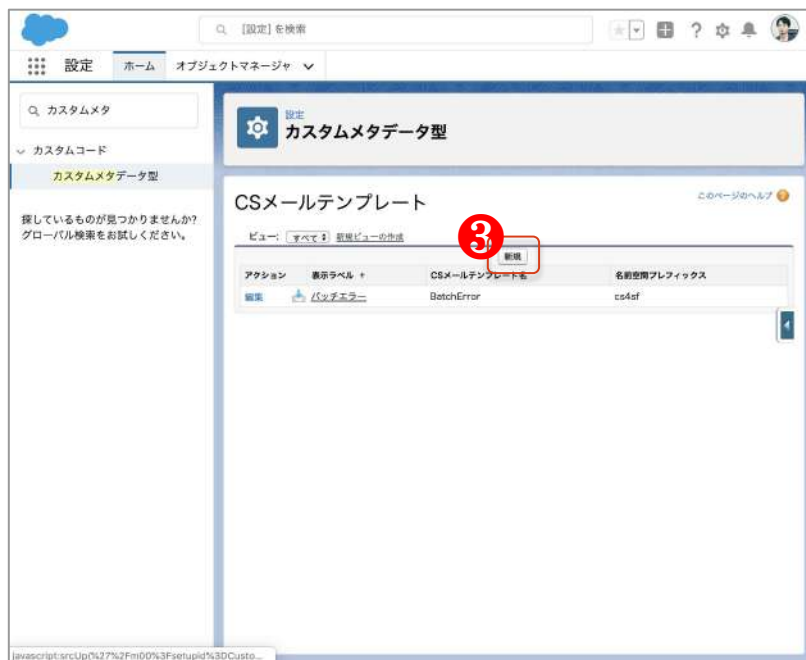 [設定] を検索
設定
ホーム
オブジェクトマネージャ
カスタムメタ
カスタムコード
カスタムメタデータ型
探しているものが見つかりませんか?
グローバル検索をお試しください。
設定
カスタムメタデータ型
CSメールテンプレート
このページのヘルプ
ビュー: すべて 新規ビューの作成
3
新規
アクション 表示ラベル ↑ CSメールテンプレート名 名前空間プレフィックス
編集 バッチエラー BatchError cs4sf
javascript:srcUp(%27%2Fm00%3Fsetupid%3DCusto...